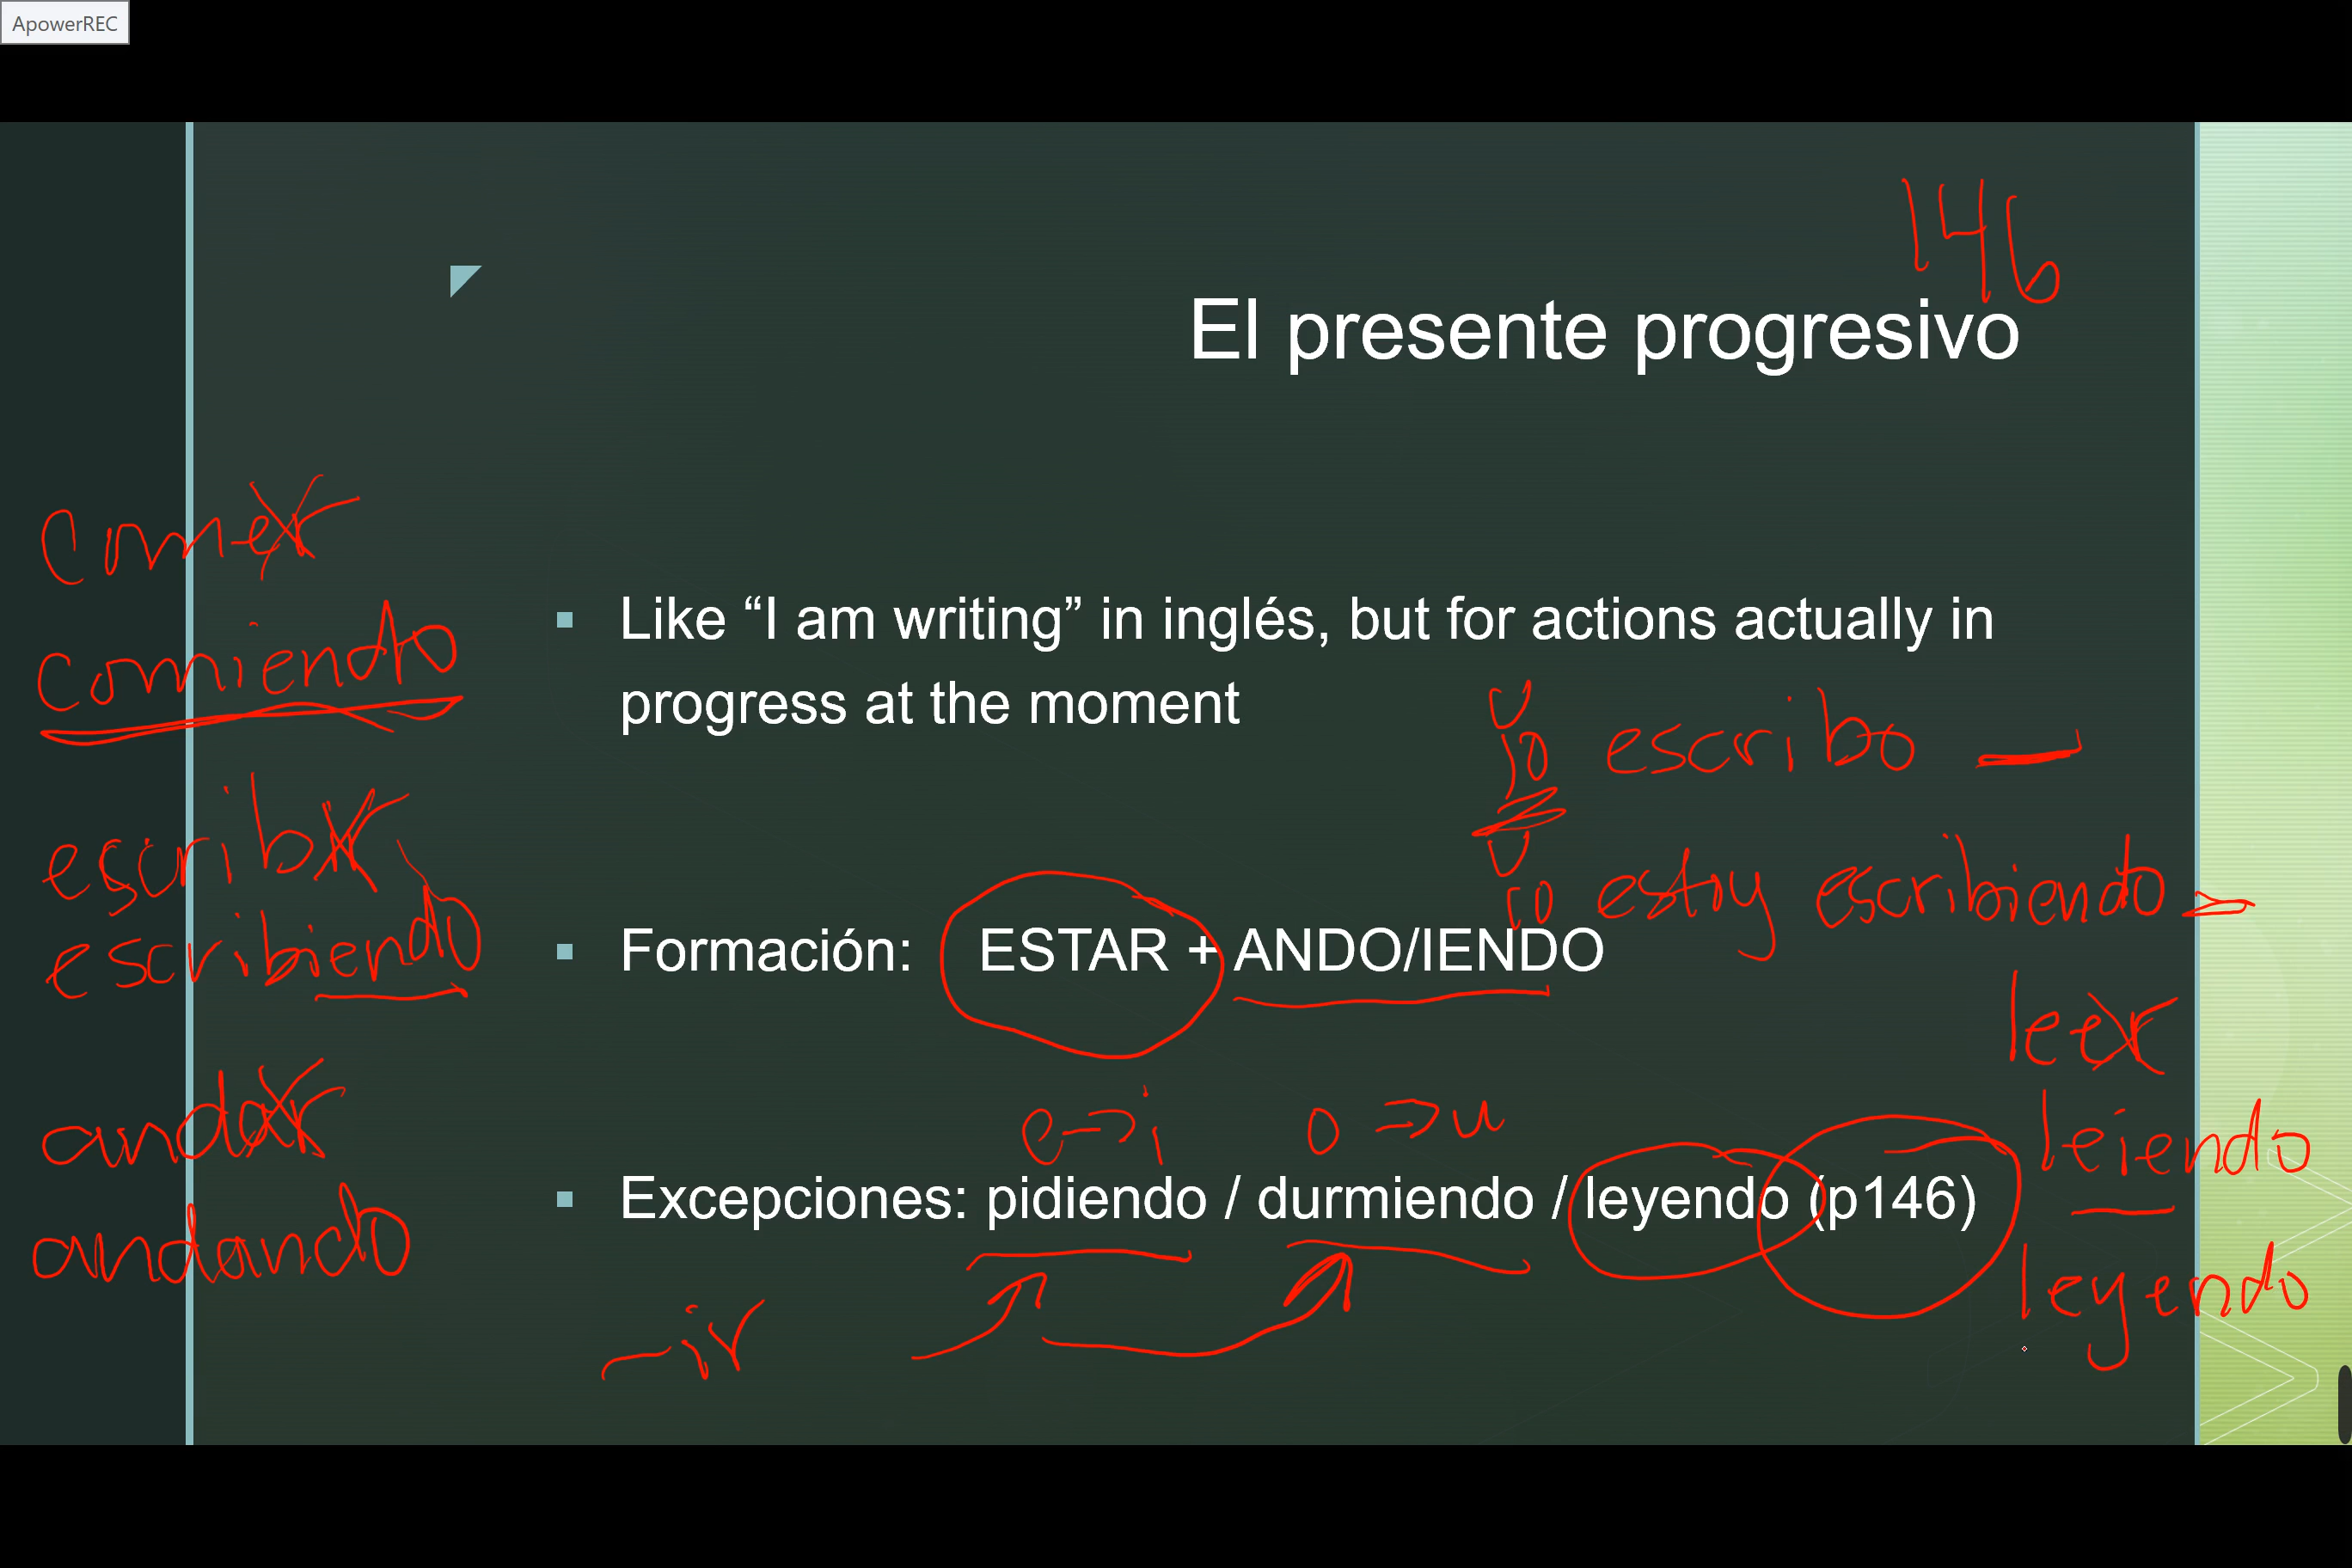 ApowerREC
146
El presente progresivo
comer
comiendo
Like “I am writing” in inglés, but for actions actually in
progress at the moment
yo escribo
escribir
escribiendo
yo estoy escribiendo
Formación: ESTAR + ANDO/IENDO
leer
andar
andando
e→i o→u
leiendo
Excepciones: pidiendo / durmiendo / leyendo (p146)
leyendo
-ir